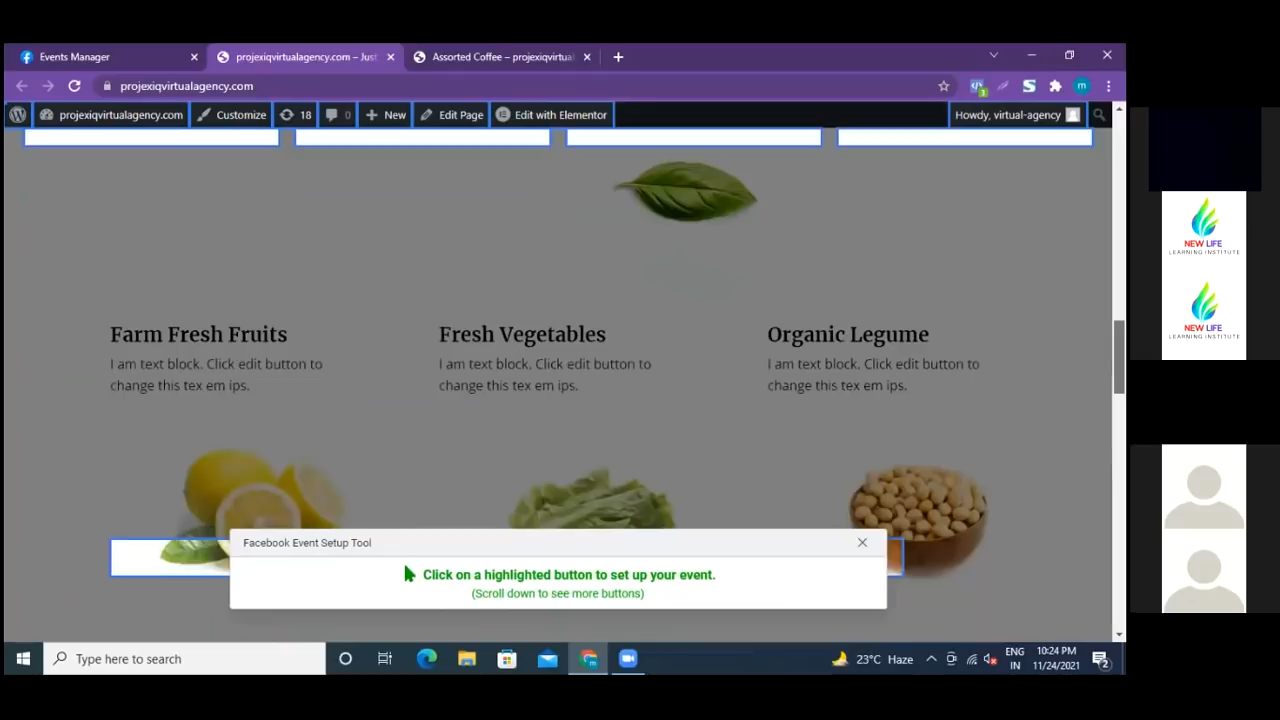 Events Manager
projexiqvirtualagency.com – Just
Assorted Coffee – projexiqvirtual
projexiqvirtualagency.com
3
m
projexiqvirtualagency.com
Customize
18
0
New
Edit Page
Edit with Elementor
Howdy, virtual-agency
NEW LIFE
LEARNING INSTITUTE
NEW LIFE
LEARNING INSTITUTE
Farm Fresh Fruits
I am text block. Click edit button to
change this tex em ips.
Fresh Vegetables
I am text block. Click edit button to
change this tex em ips.
Organic Legume
I am text block. Click edit button to
change this tex em ips.
Facebook Event Setup Tool
Click on a highlighted button to set up your event.
(Scroll down to see more buttons)
Type here to search
23°C Haze
ENG
IN
10:24 PM
11/24/2021
2